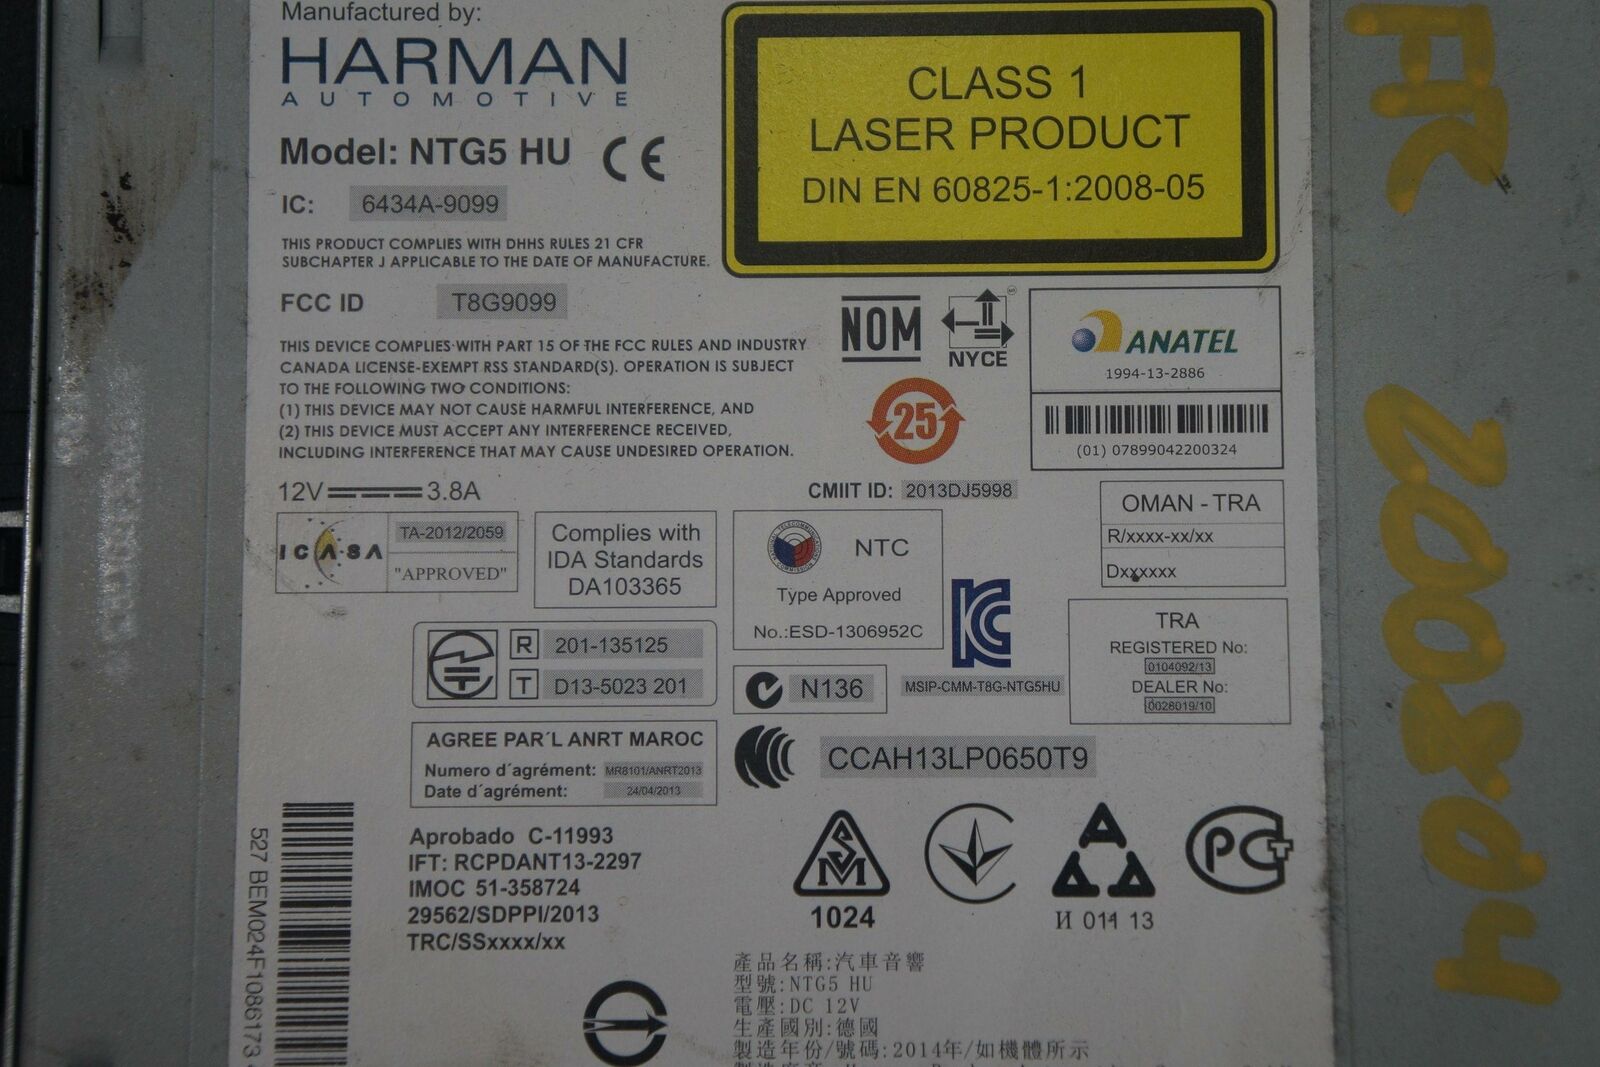 Manufactured by:
HARMAN
AUTOMOTIVE
Model: NTG5 HU CE
IC: 6434A-9099
THIS PRODUCT COMPLIES WITH DHHS RULES 21 CFR
SUBCHAPTER J APPLICABLE TO THE DATE OF MANUFACTURE.
FCC ID T8G9099
THIS DEVICE COMPLIES WITH PART 15 OF THE FCC RULES AND INDUSTRY
CANADA LICENSE-EXEMPT RSS STANDARD(S). OPERATION IS SUBJECT
TO THE FOLLOWING TWO CONDITIONS:
(1) THIS DEVICE MAY NOT CAUSE HARMFUL INTERFERENCE, AND
(2) THIS DEVICE MUST ACCEPT ANY INTERFERENCE RECEIVED,
INCLUDING INTERFERENCE THAT MAY CAUSE UNDESIRED OPERATION.
12V 3.8A
CLASS 1
LASER PRODUCT
DIN EN 60825-1:2008-05
NOM
NYCE
ANATEL
1994-13-2886
(01) 07899042200324
25
CMIIT ID: 2013DJ5998
ICASA
TA-2012/2059
"APPROVED"
Complies with
IDA Standards
DA103365
NTC
Type Approved
No.:ESD-1306952C
OMAN - TRA
R/xxxx-xx/xx
Dxxxxxx
R 201-135125
T D13-5023 201
N136
KC
MSIP-CMM-T8G-NTG5HU
TRA
REGISTERED No:
0104092/13
DEALER No:
0028019/10
AGREE PAR´L ANRT MAROC
Numero d´agrément: MR8101/ANRT2013
Date d´agrément: 24/04/2013
CCAH13LP0650T9
Aprobado C-11993
IFT: RCPDANT13-2297
IMOC 51-358724
29562/SDPPI/2013
TRC/SSxxxx/xx
SM
1024
И 011 13
РСТ
產品名稱:汽車音響
型號:NTG5 HU
電壓:DC 12V
生產國別:德國
製造年份/號碼:2014年/如機體所示
527 BEM024F1086173
FR 200804